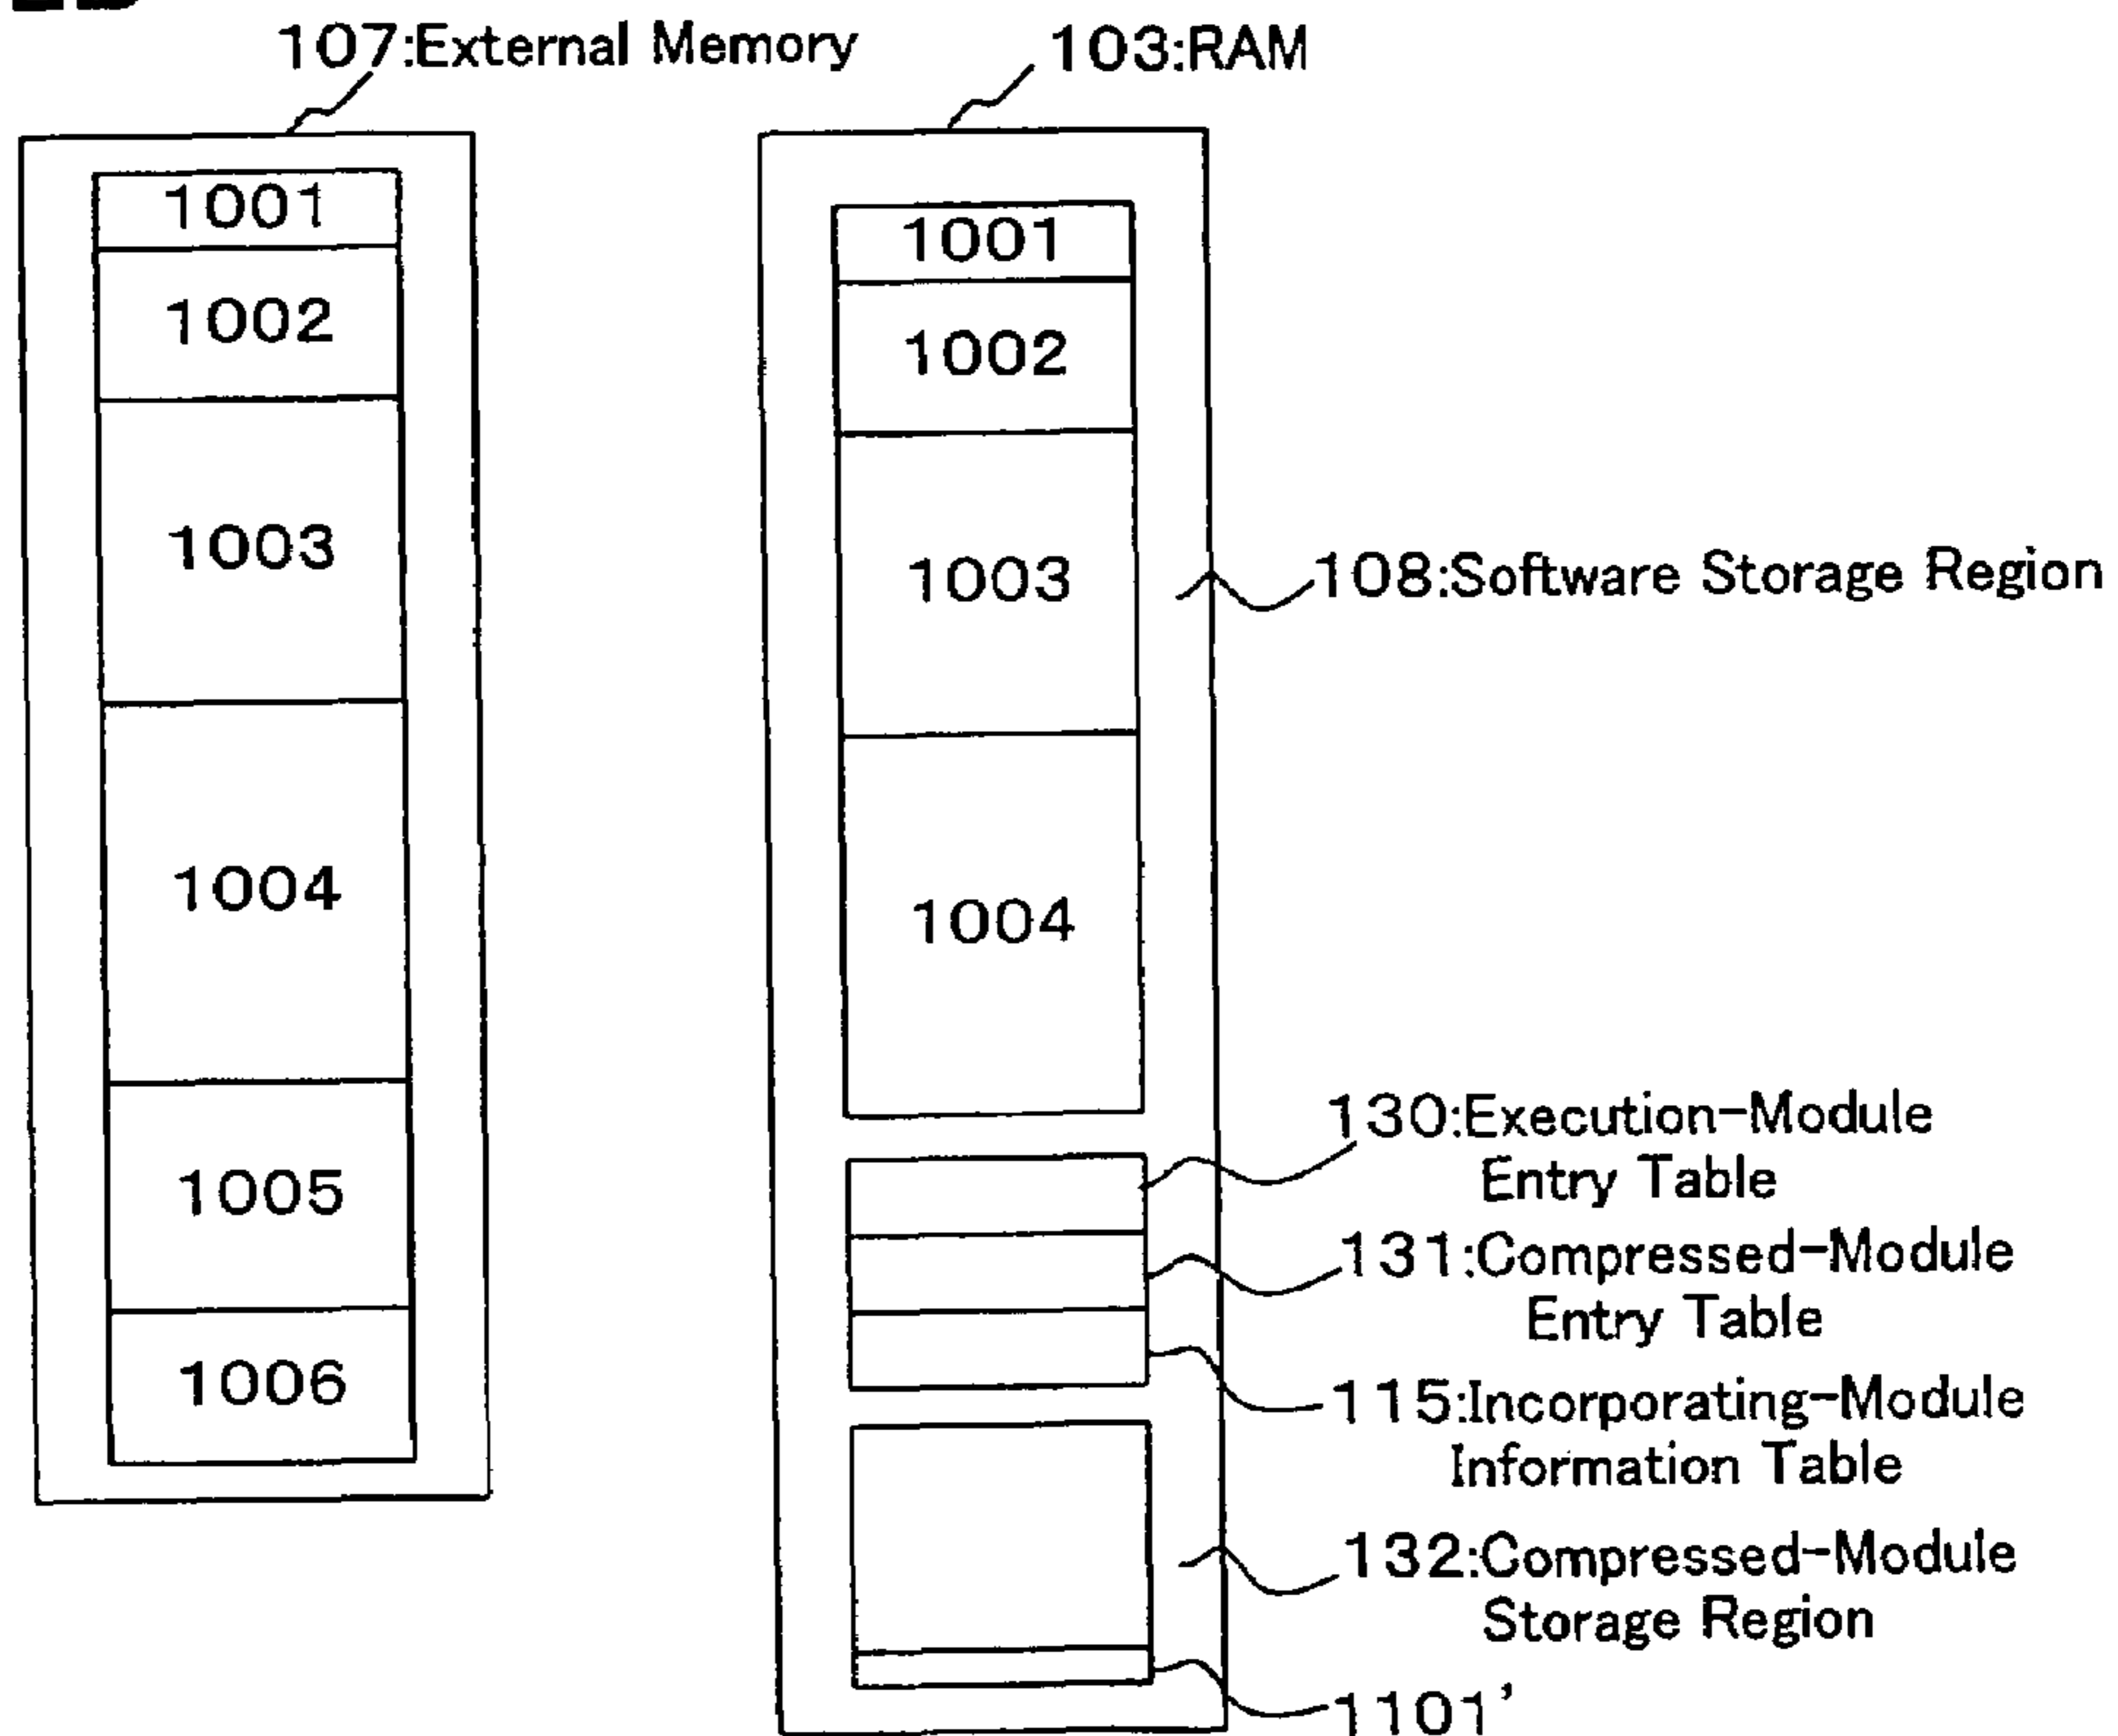 107:External Memory
103:RAM
1001
1002
1003
1004
1005
1006
1001
1002
1003
1004
108:Software Storage Region
130:Execution-Module
Entry Table
131:Compressed-Module
Entry Table
115:Incorporating-Module
Information Table
132:Compressed-Module
Storage Region
1101'